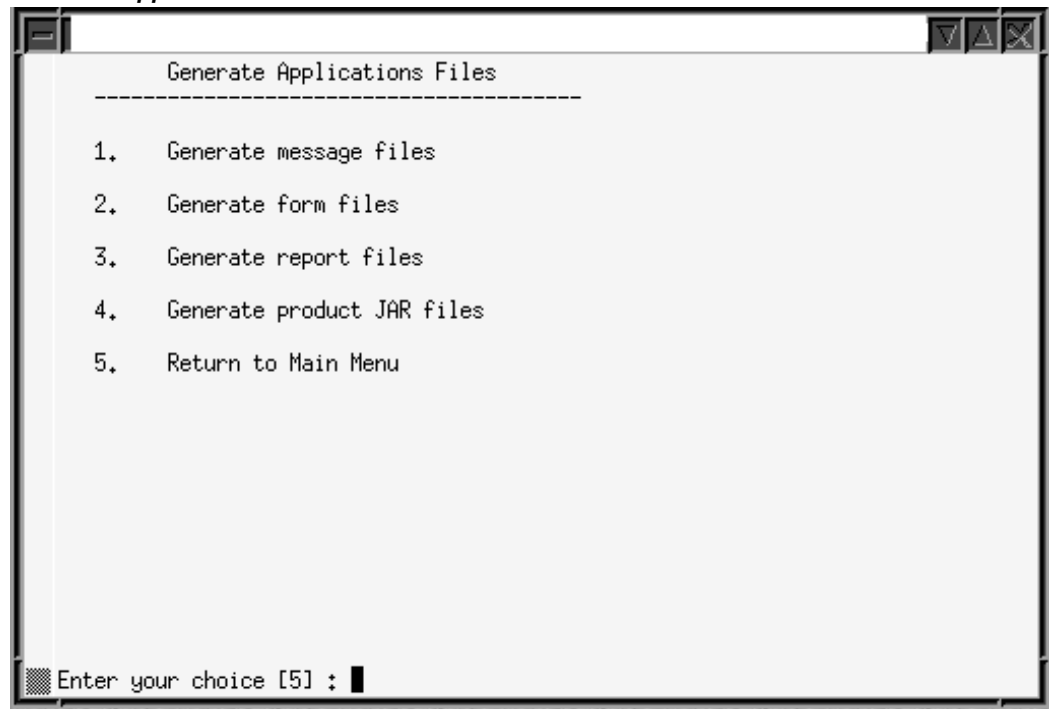 Generate Applications Files
----------------------------------------
1. Generate message files
2. Generate form files
3. Generate report files
4. Generate product JAR files
5. Return to Main Menu
Enter your choice [5] :